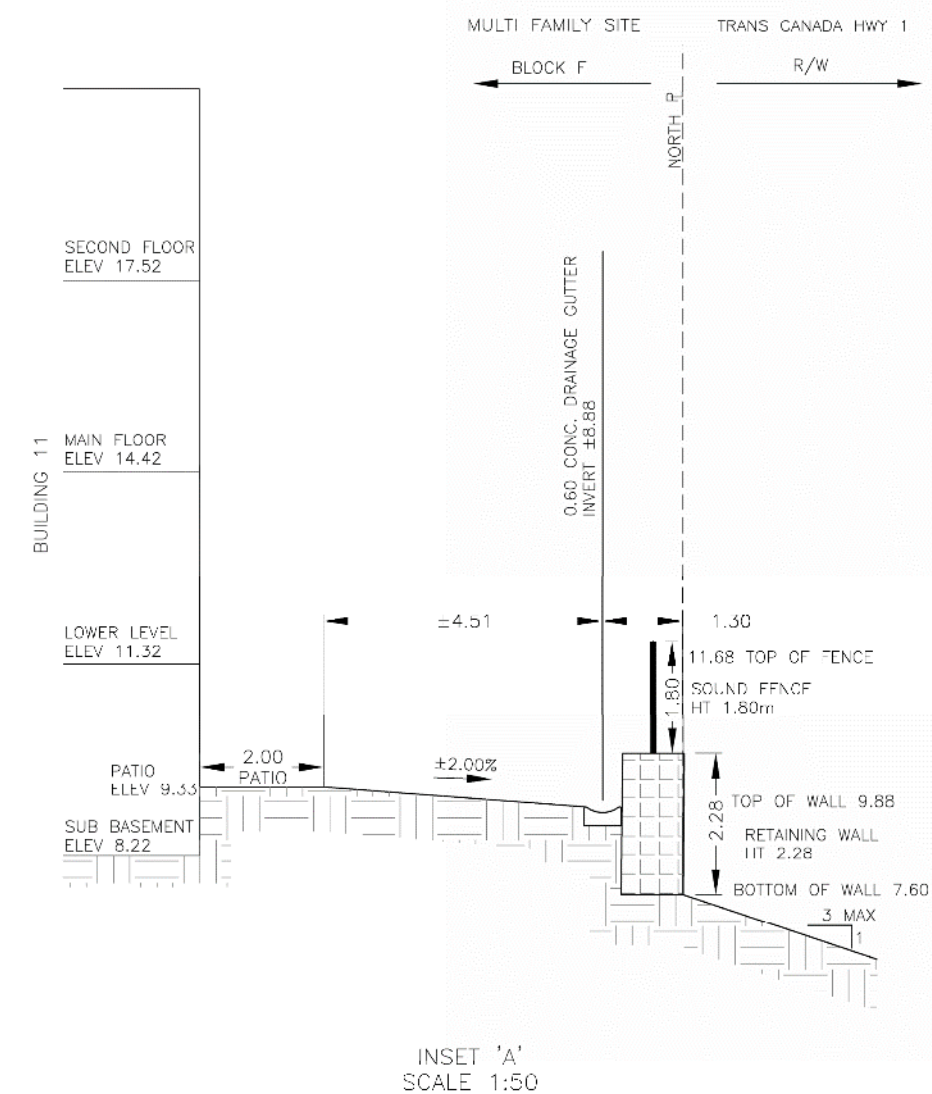 MULTI FAMILY SITE
TRANS CANADA HWY 1
BLOCK F
R/W
NORTH PL
SECOND FLOOR
ELEV 17.52
0.60 CONC. DRAINAGE GUTTER
INVERT ±8.88
MAIN FLOOR
ELEV 14.42
BUILDING 11
LOWER LEVEL
ELEV 11.32
±4.51
1.30
11.68 TOP OF FENCE
1.80
SOUND FENCE
HT 1.80m
2.00
PATIO
PATIO
ELEV 9.33
±2.00%
SUB BASEMENT
ELEV 8.22
2.28
TOP OF WALL 9.88
RETAINING WALL
HT 2.28
BOTTOM OF WALL 7.60
3 MAX
1
INSET 'A'
SCALE 1:50